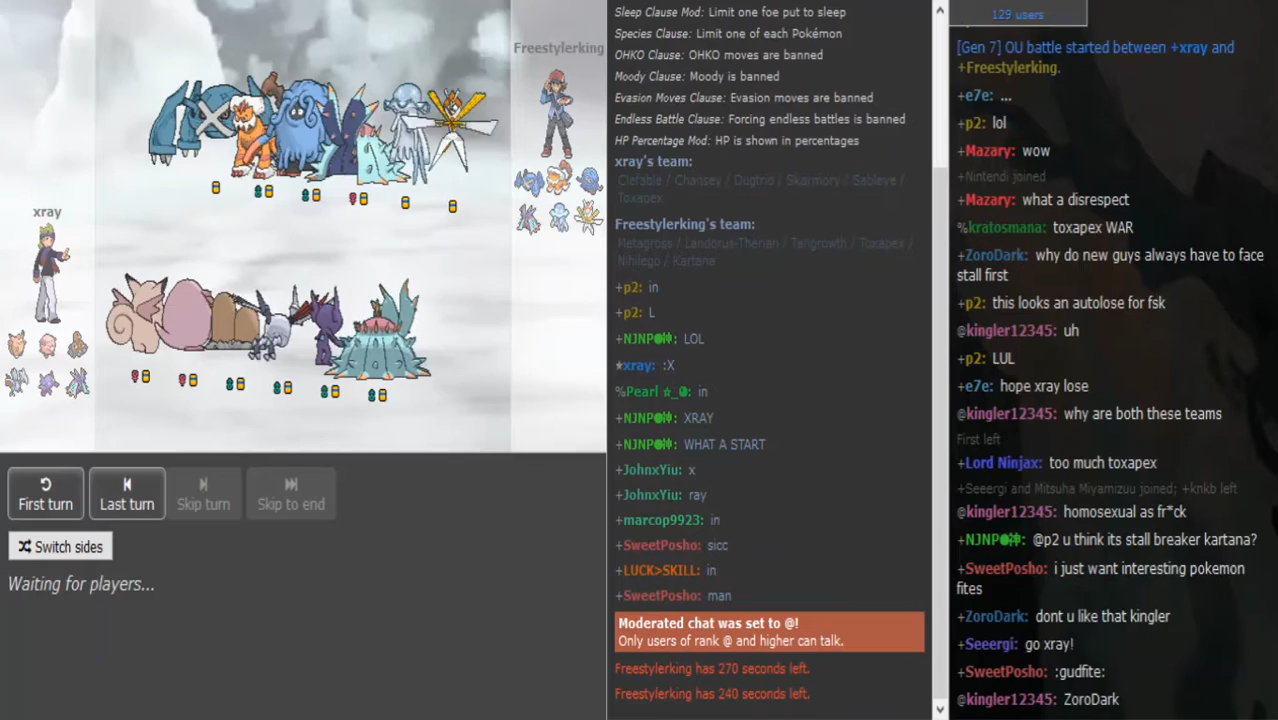 Freestylerking
xray
First turn
Last turn
Skip turn
Skip to end
Switch sides
Waiting for players...
Sleep Clause Mod: Limit one foe put to sleep
Species Clause: Limit one of each Pokémon
OHKO Clause: OHKO moves are banned
Moody Clause: Moody is banned
Evasion Moves Clause: Evasion moves are banned
Endless Battle Clause: Forcing endless battles is banned
HP Percentage Mod: HP is shown in percentages
xray's team:
Clefable / Chansey / Dugtrio / Skarmory / Sableye /
Toxapex
Freestylerking's team:
Metagross / Landorus-Therian / Tangrowth / Toxapex /
Nihilego / Kartana
+p2: in
+p2: L
LOL
★xray: :X
in
XRAY
WHAT A START
+JohnxYiu: x
+JohnxYiu: ray
+marcop9923: in
+SweetPosho: sicc
+LUCK>SKILL: in
+SweetPosho: man
Moderated chat was set to @!
Only users of rank @ and higher can talk.
Freestylerking has 270 seconds left.
Freestylerking has 240 seconds left.
129 users
[Gen 7] OU battle started between +xray and
+Freestylerking.
+e7e: ...
+p2: lol
+Mazary: wow
+Nintendi joined
+Mazary: what a disrespect
%kratosmana: toxapex WAR
+ZoroDark: why do new guys always have to face
stall first
+p2: this looks an autolose for fsk
@kingler12345: uh
+p2: LUL
+e7e: hope xray lose
@kingler12345: why are both these teams
First left
+Lord Ninjax: too much toxapex
+Seeergi and Mitsuha Miyamizuu joined; +knkb left
@kingler12345: homosexual as fr*ck
@p2 u think its stall breaker kartana?
+SweetPosho: i just want interesting pokemon
fites
+ZoroDark: dont u like that kingler
+Seeergi: go xray!
+SweetPosho: :gudfite:
@kingler12345: ZoroDark